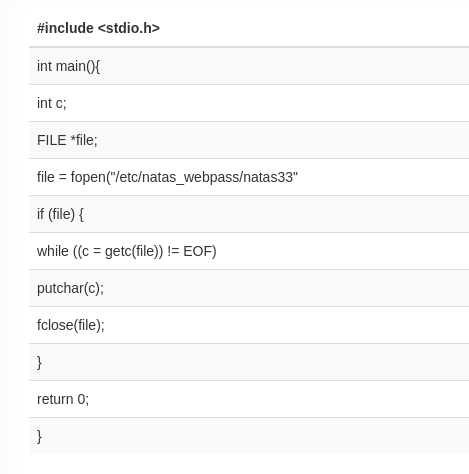 #include <stdio.h>
int main(){
int c;
FILE *file;
file = fopen("/etc/natas_webpass/natas33"
if (file) {
while ((c = getc(file)) != EOF)
putchar(c);
fclose(file);
}
return 0;
}